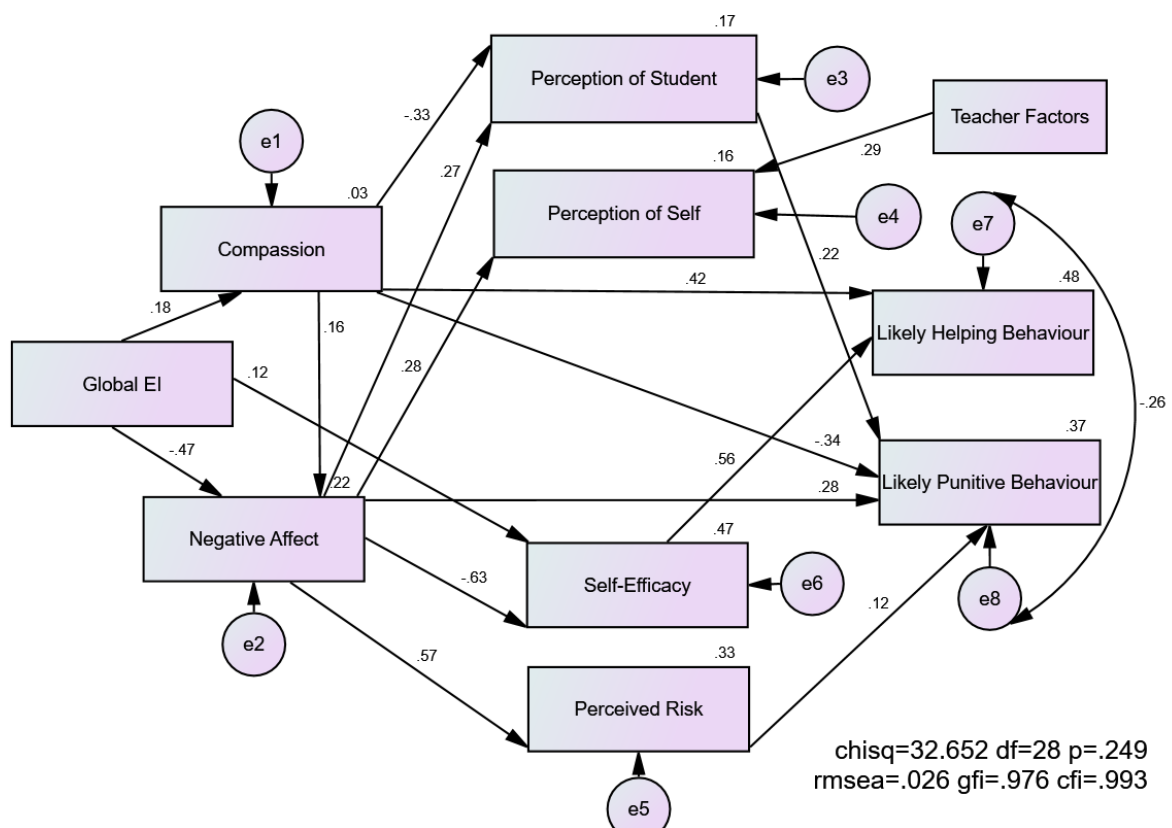 .17
Perception of Student
e3
Teacher Factors
-.33
e1
.27
.29
.16
.03
Perception of Self
e4
e7
Compassion
.22
.48
.42
.18
.16
Likely Helping Behaviour
Global EI
.12
.28
-.26
.37
-.47
-.34
.56
.22
.28
Likely Punitive Behaviour
Negative Affect
.47
-.63
Self-Efficacy
e6
e8
.12
e2
.57
.33
Perceived Risk
chisq=32.652 df=28 p=.249
rmsea=.026 gfi=.976 cfi=.993
e5